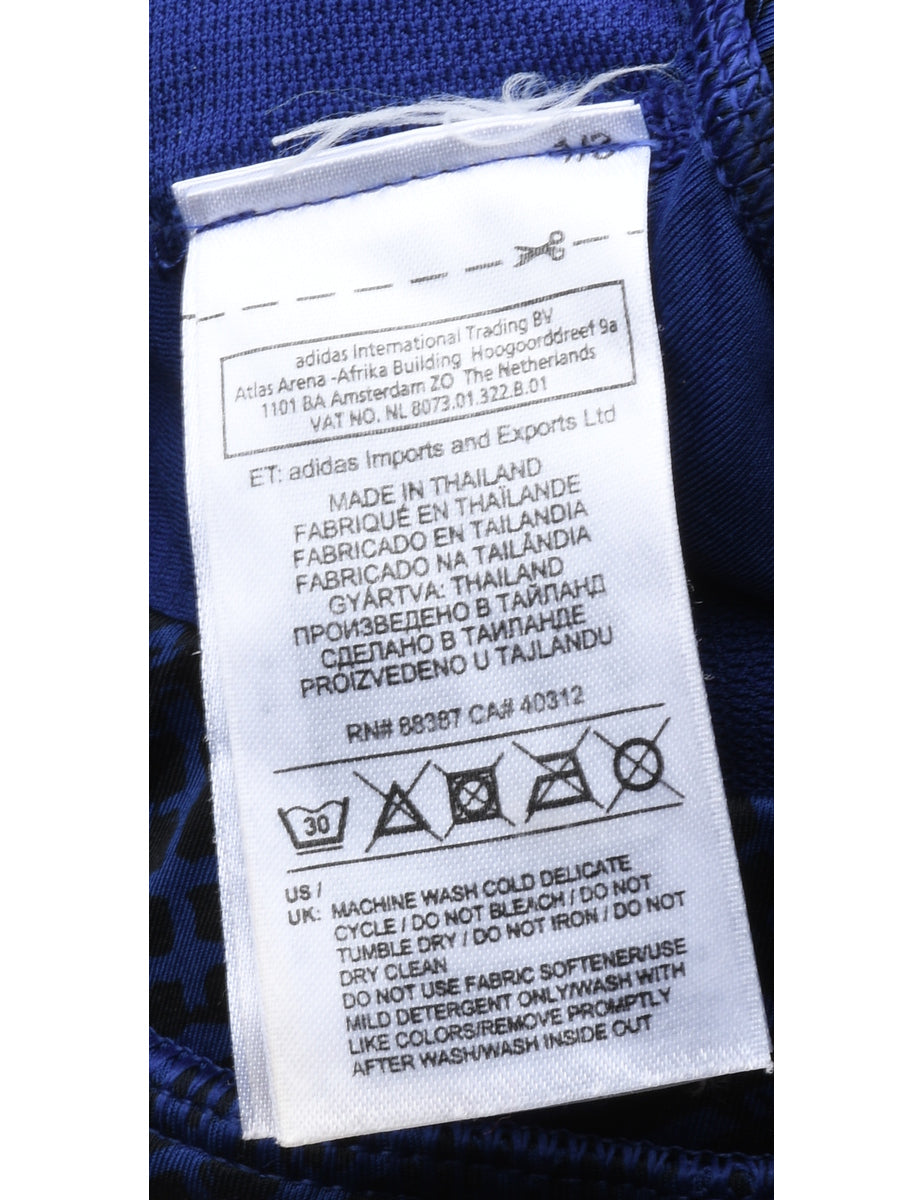 1/3
adidas International Trading BV
Atlas Arena -Afrika Building Hoogoorddreef 9a
1101 BA Amsterdam ZO The Netherlands
VAT NO. NL 8073.01.322.B.01
ET: adidas Imports and Exports Ltd
MADE IN THAILAND
FABRIQUÉ EN THAÏLANDE
FABRICADO EN TAILANDIA
FABRICADO NA TAILÂNDIA
GYÁRTVA: THAILAND
ПРОИЗВЕДЕНО В ТАЙЛАНД
СДЕЛАНО В ТАИЛАНДЕ
PROIZVEDENO U TAJLANDU
RN# 88387 CA# 40312
30
US /
UK: MACHINE WASH COLD DELICATE
CYCLE / DO NOT BLEACH / DO NOT
TUMBLE DRY / DO NOT IRON / DO NOT
DRY CLEAN
DO NOT USE FABRIC SOFTENER/USE
MILD DETERGENT ONLY/WASH WITH
LIKE COLORS/REMOVE PROMPTLY
AFTER WASH/WASH INSIDE OUT